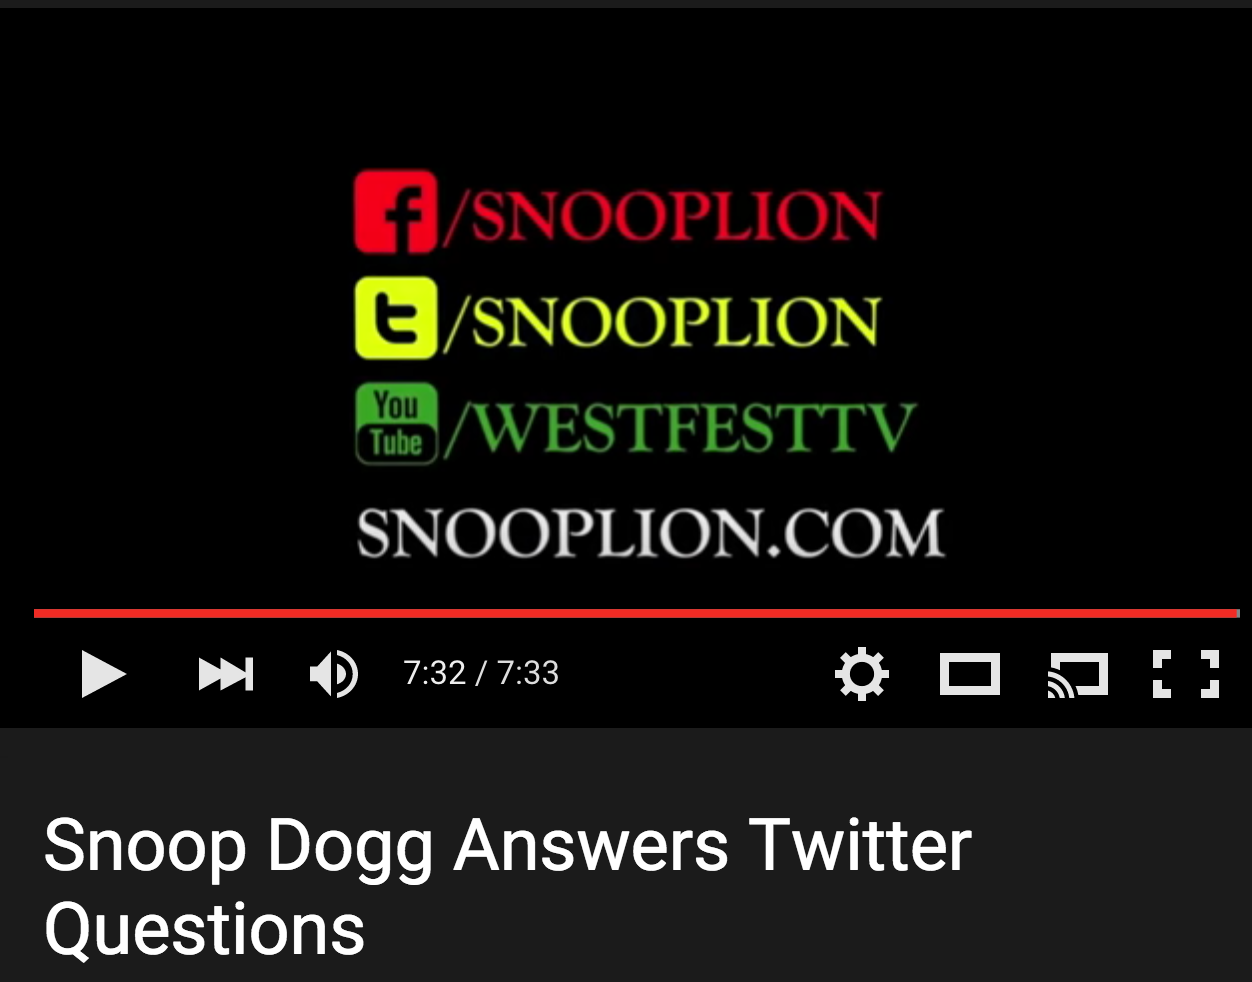 f/SNOOPLION
t/SNOOPLION
You
Tube/WESTFESTTV
SNOOPLION.COM
7:32 / 7:33
Snoop Dogg Answers Twitter
Questions